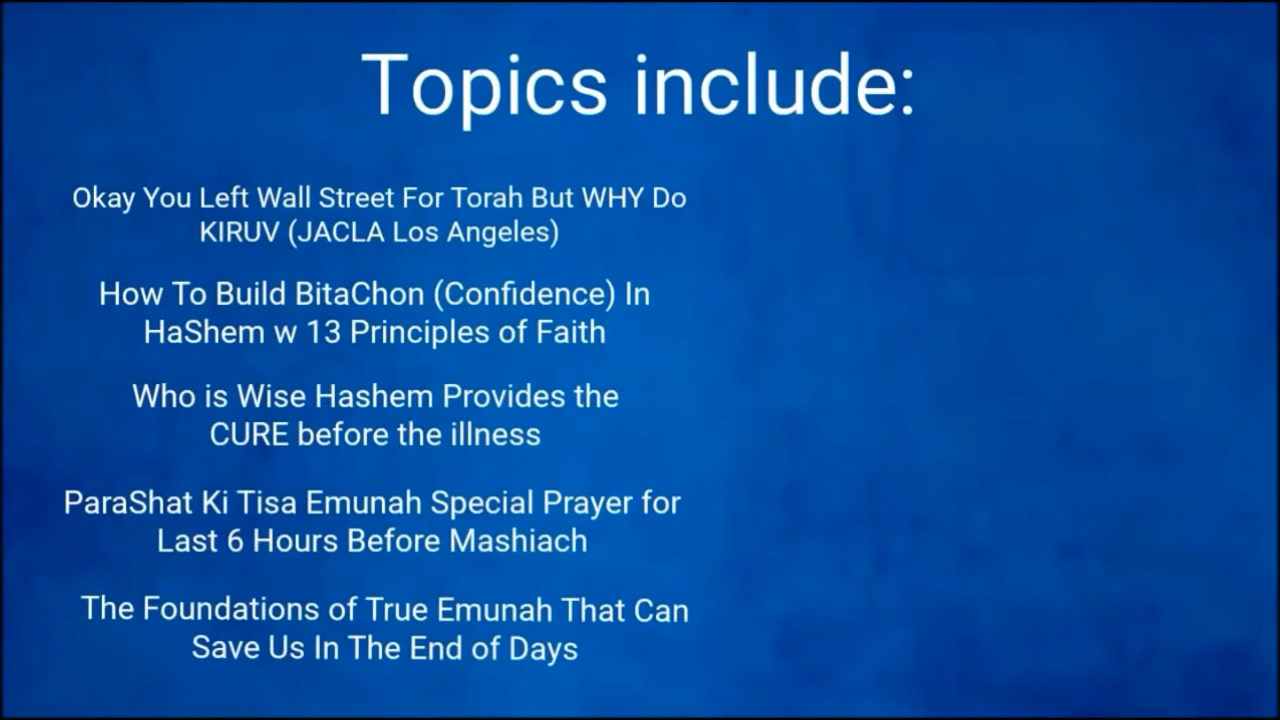 Topics include:
Okay You Left Wall Street For Torah But WHY Do
KIRUV (JACLA Los Angeles)
How To Build BitaChon (Confidence) In
HaShem w 13 Principles of Faith
Who is Wise Hashem Provides the
CURE before the illness
ParaShat Ki Tisa Emunah Special Prayer for
Last 6 Hours Before Mashiach
The Foundations of True Emunah That Can
Save Us In The End of Days